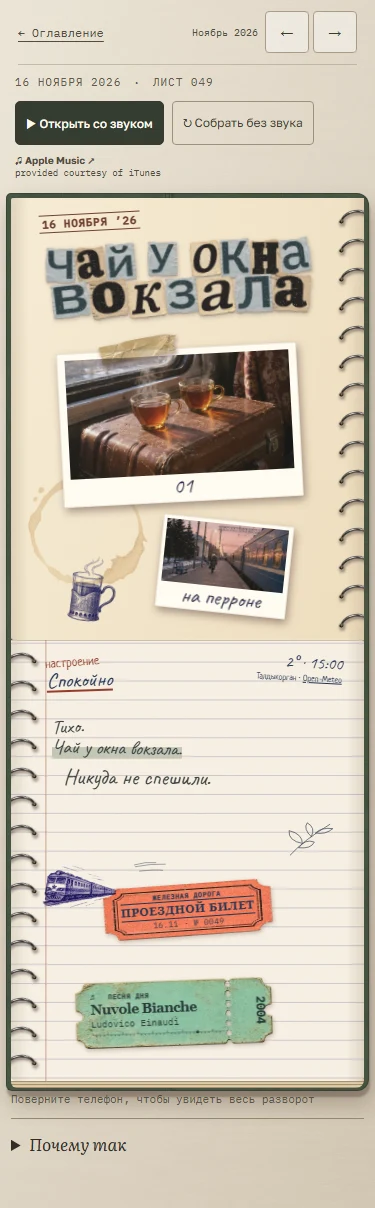 ← Оглавление
Ноябрь 2026
←
→
16 НОЯБРЯ 2026 · ЛИСТ 049
▶ Открыть со звуком
↻ Собрать без звука
♫ Apple Music ↗
provided courtesy of iTunes
16 НОЯБРЯ '26
Чай у окна
вокзала
01
на перроне
настроение
Спокойно
2° · 15:00
Талдыкорган · Open-Meteo
Тихо.
Чай у окна вокзала.
Никуда не спешили.
ЖЕЛЕЗНАЯ ДОРОГА
ПРОЕЗДНОЙ БИЛЕТ
16.11 · № 0049
♫ ПЕСНЯ ДНЯ
Nuvole Bianche
Ludovico Einaudi
2004
Поверните телефон, чтобы увидеть весь разворот
▶ Почему так